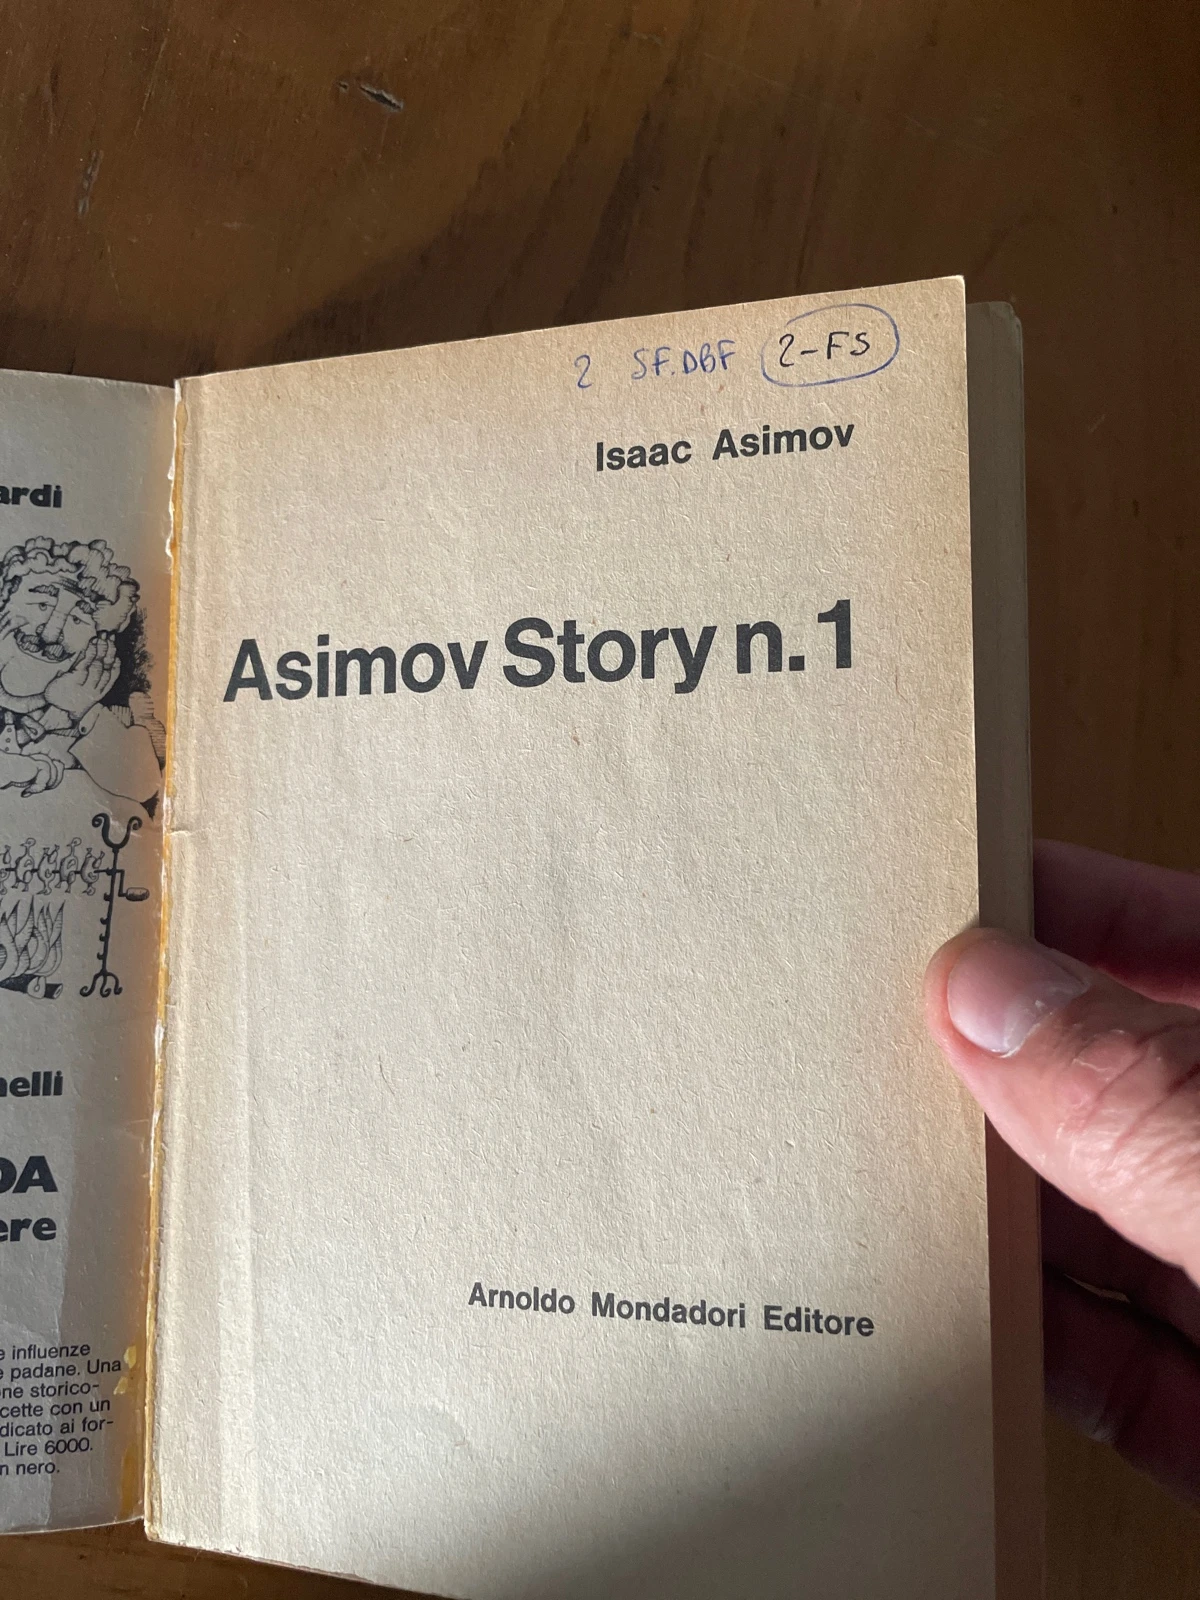 ardi
nelli
DA
ere
e influenze
e padane. Una
ne storico-
cette con un
dicato ai for-
Lire 6000.
n nero.
2 SF.DBF 2-FS
Isaac Asimov
Asimov Story n. 1
Arnoldo Mondadori Editore